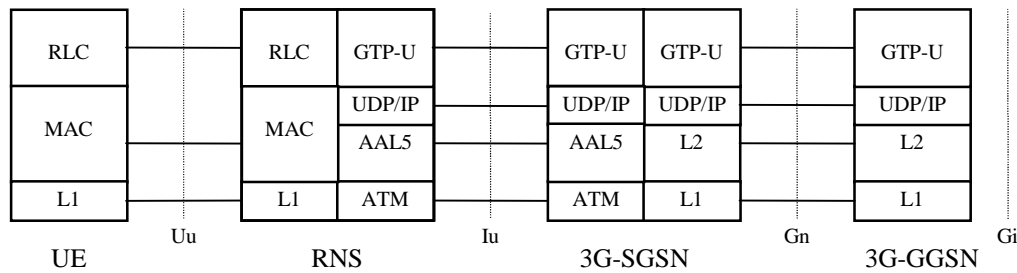 RLC RLC GTP-U GTP-U GTP-U GTP-U
UDP/IP UDP/IP UDP/IP UDP/IP
MAC MAC
AAL5 AAL5 L2 L2
L1 L1 ATM ATM L1 L1
Uu Iu Gn Gi
UE RNS 3G-SGSN 3G-GGSN